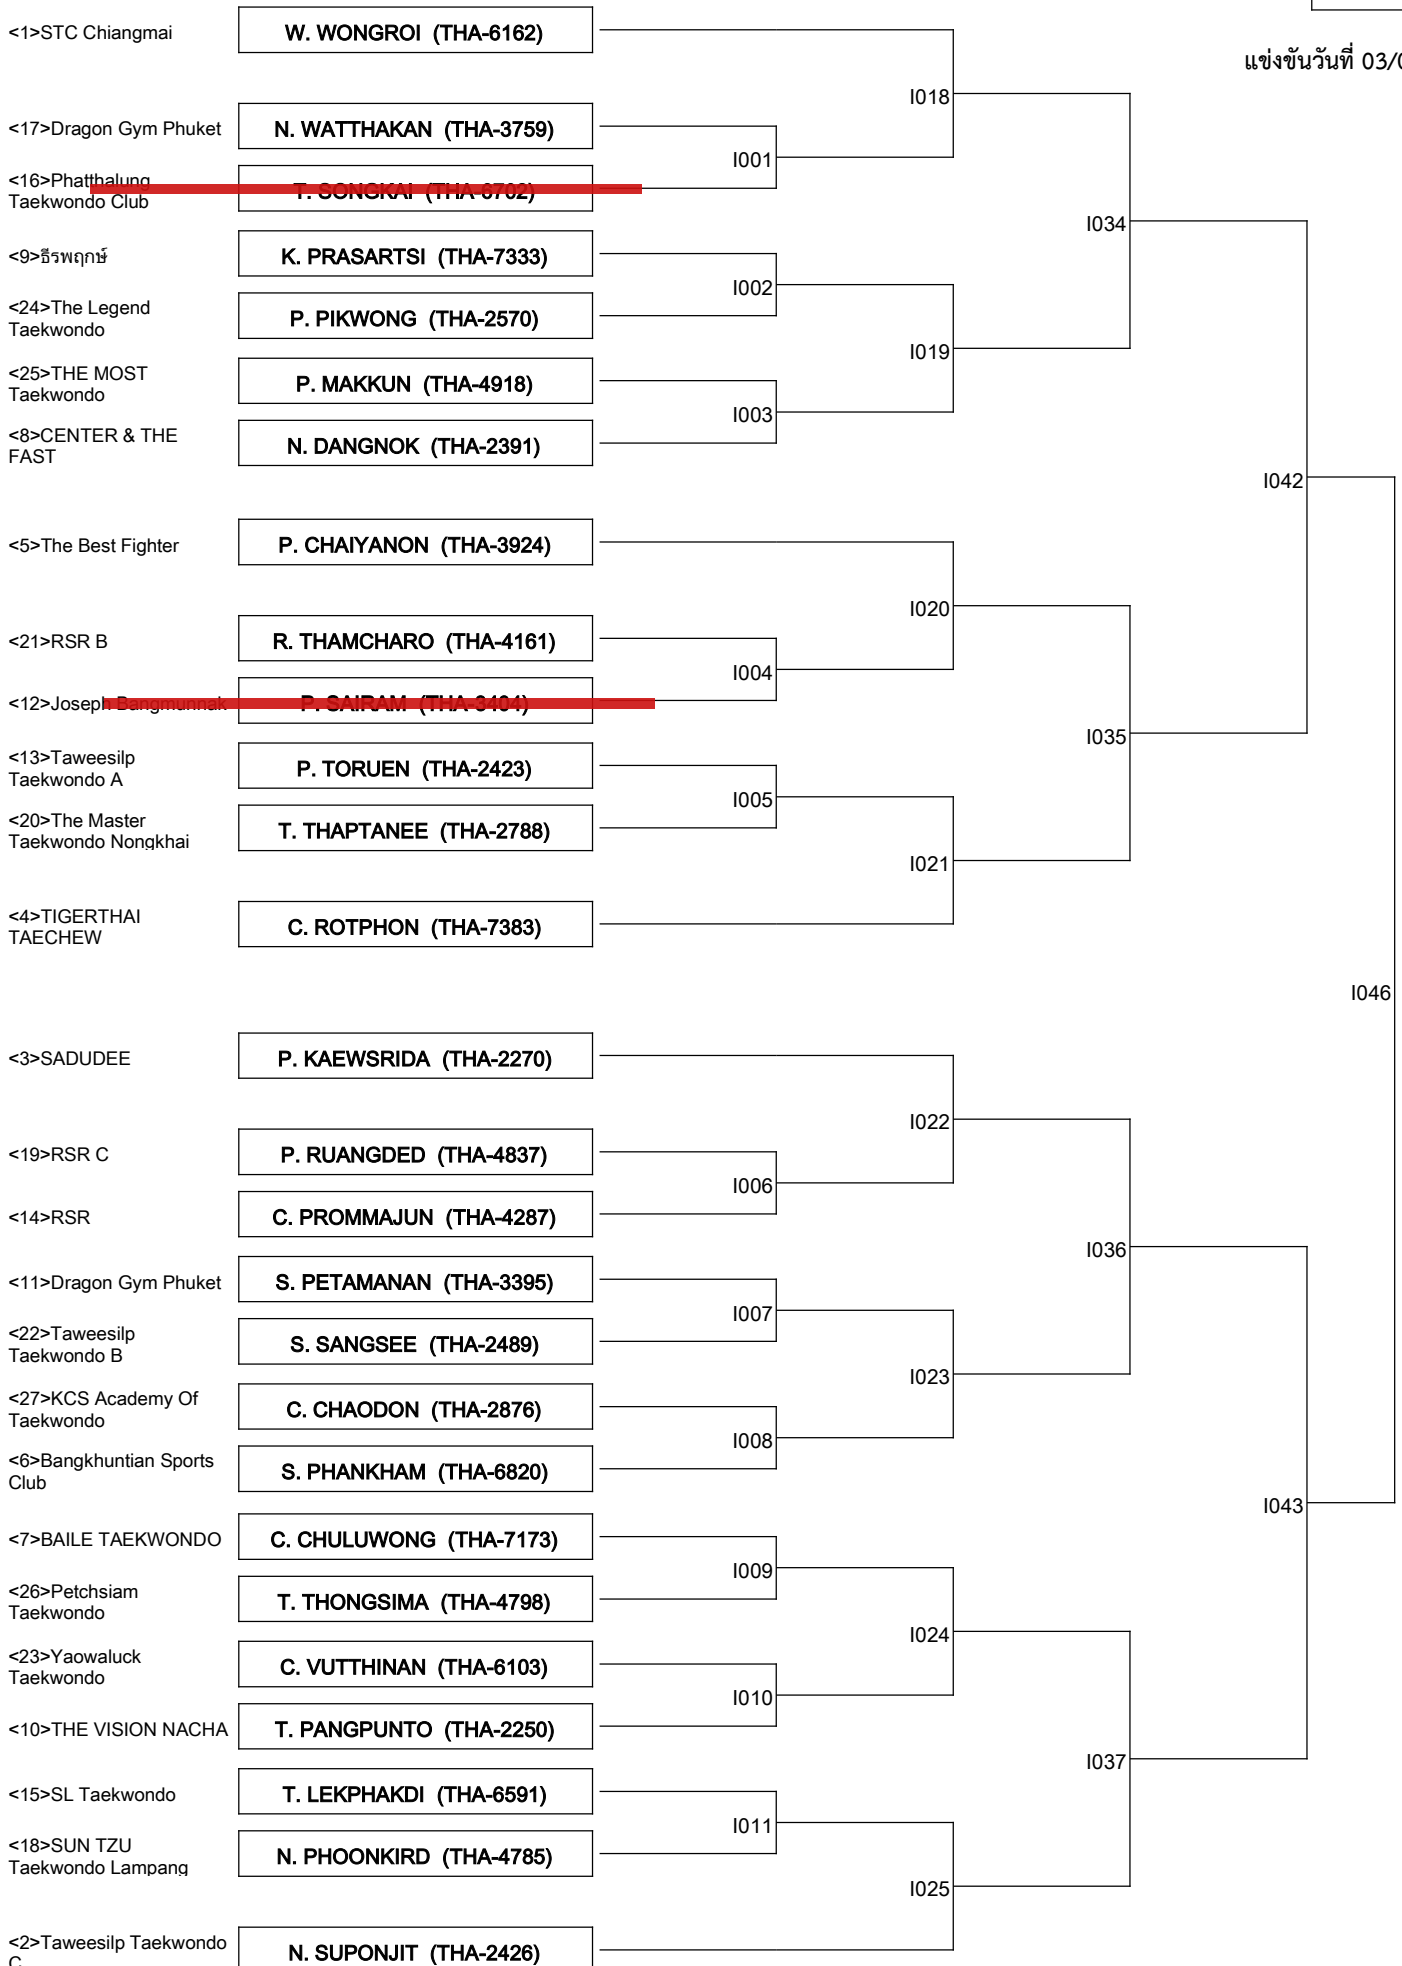 <1>STC Chiangmai
W. WONGROI (THA-6162)
แข่งขันวันที่ 03/0
I018
<17>Dragon Gym Phuket
N. WATTHAKAN (THA-3759)
I001
<16>Phatthalung
Taekwondo Club
T. SONGKAI (THA-6702)
I034
<9>ธีรพฤกษ์
K. PRASARTSI (THA-7333)
I002
<24>The Legend
Taekwondo
P. PIKWONG (THA-2570)
I019
<25>THE MOST
Taekwondo
P. MAKKUN (THA-4918)
I003
<8>CENTER & THE
FAST
N. DANGNOK (THA-2391)
I042
<5>The Best Fighter
P. CHAIYANON (THA-3924)
I020
<21>RSR B
R. THAMCHARO (THA-4161)
I004
<12>Joseph Bangmunnak
P. SAIRAM (THA-3404)
I035
<13>Taweesilp
Taekwondo A
P. TORUEN (THA-2423)
I005
<20>The Master
Taekwondo Nongkhai
T. THAPTANEE (THA-2788)
I021
<4>TIGERTHAI
TAECHEW
C. ROTPHON (THA-7383)
I046
<3>SADUDEE
P. KAEWSRIDA (THA-2270)
I022
<19>RSR C
P. RUANGDED (THA-4837)
I006
<14>RSR
C. PROMMAJUN (THA-4287)
I036
<11>Dragon Gym Phuket
S. PETAMANAN (THA-3395)
I007
<22>Taweesilp
Taekwondo B
S. SANGSEE (THA-2489)
I023
<27>KCS Academy Of
Taekwondo
C. CHAODON (THA-2876)
I008
<6>Bangkhuntian Sports
Club
S. PHANKHAM (THA-6820)
I043
<7>BAILE TAEKWONDO
C. CHULUWONG (THA-7173)
I009
<26>Petchsiam
Taekwondo
T. THONGSIMA (THA-4798)
I024
<23>Yaowaluck
Taekwondo
C. VUTTHINAN (THA-6103)
I010
<10>THE VISION NACHA
T. PANGPUNTO (THA-2250)
I037
<15>SL Taekwondo
T. LEKPHAKDI (THA-6591)
I011
<18>SUN TZU
Taekwondo Lampang
N. PHOONKIRD (THA-4785)
I025
<2>Taweesilp Taekwondo
C
N. SUPONJIT (THA-2426)